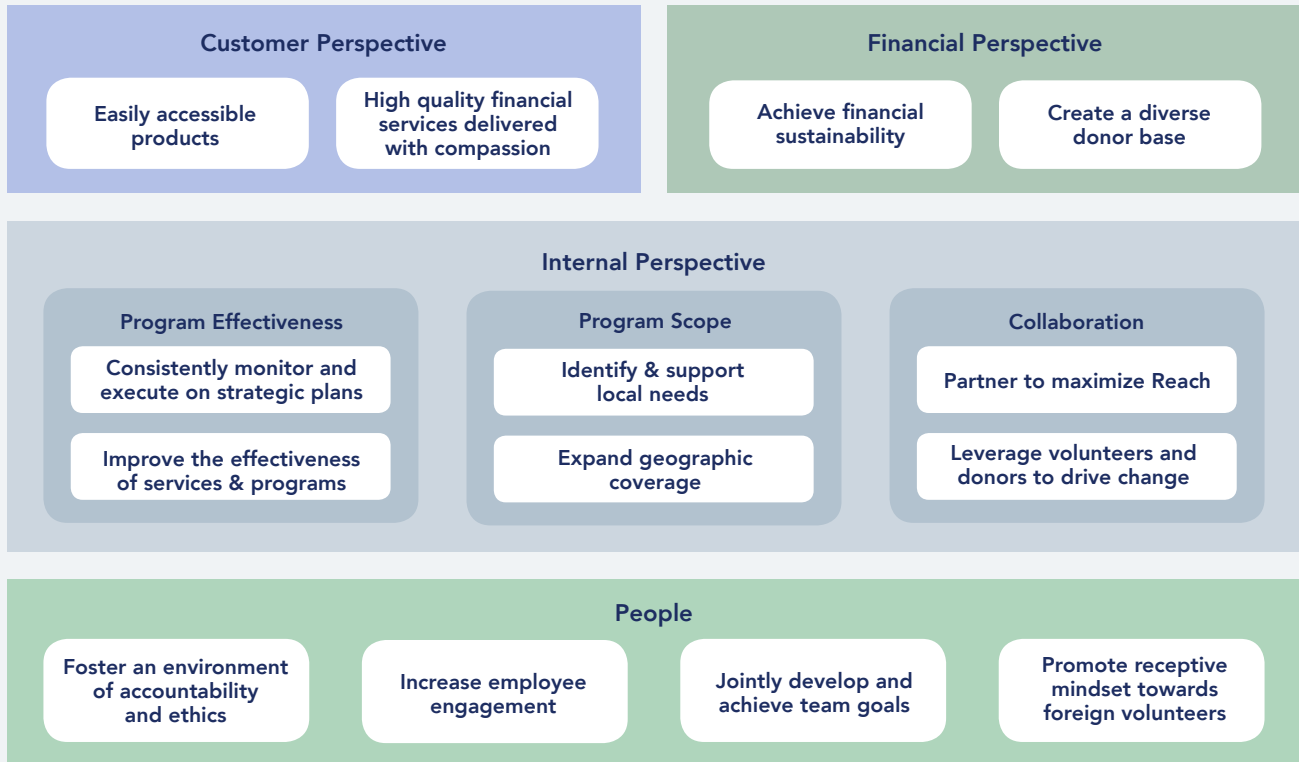 Customer Perspective
Easily accessible
products
High quality financial
services delivered
with compassion
Financial Perspective
Achieve financial
sustainability
Create a diverse
donor base
Internal Perspective
Program Effectiveness
Consistently monitor and
execute on strategic plans
Improve the effectiveness
of services & programs
Program Scope
Identify & support
local needs
Expand geographic
coverage
Collaboration
Partner to maximize Reach
Leverage volunteers and
donors to drive change
People
Foster an environment
of accountability
and ethics
Increase employee
engagement
Jointly develop and
achieve team goals
Promote receptive
mindset towards
foreign volunteers